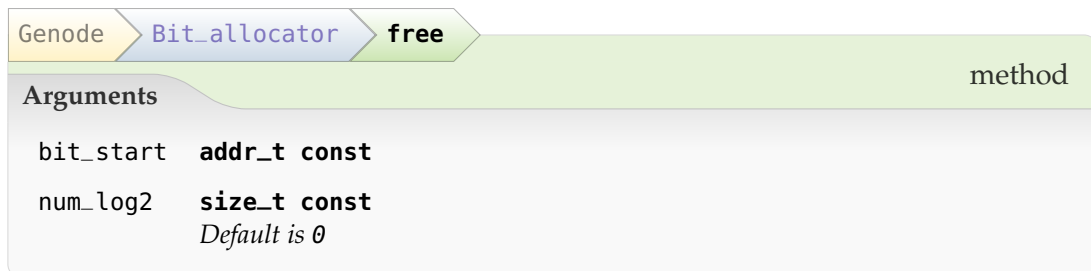 Genode Bit_allocator free
method
Arguments
bit_start addr_t const
num_log2 size_t const
Default is 0